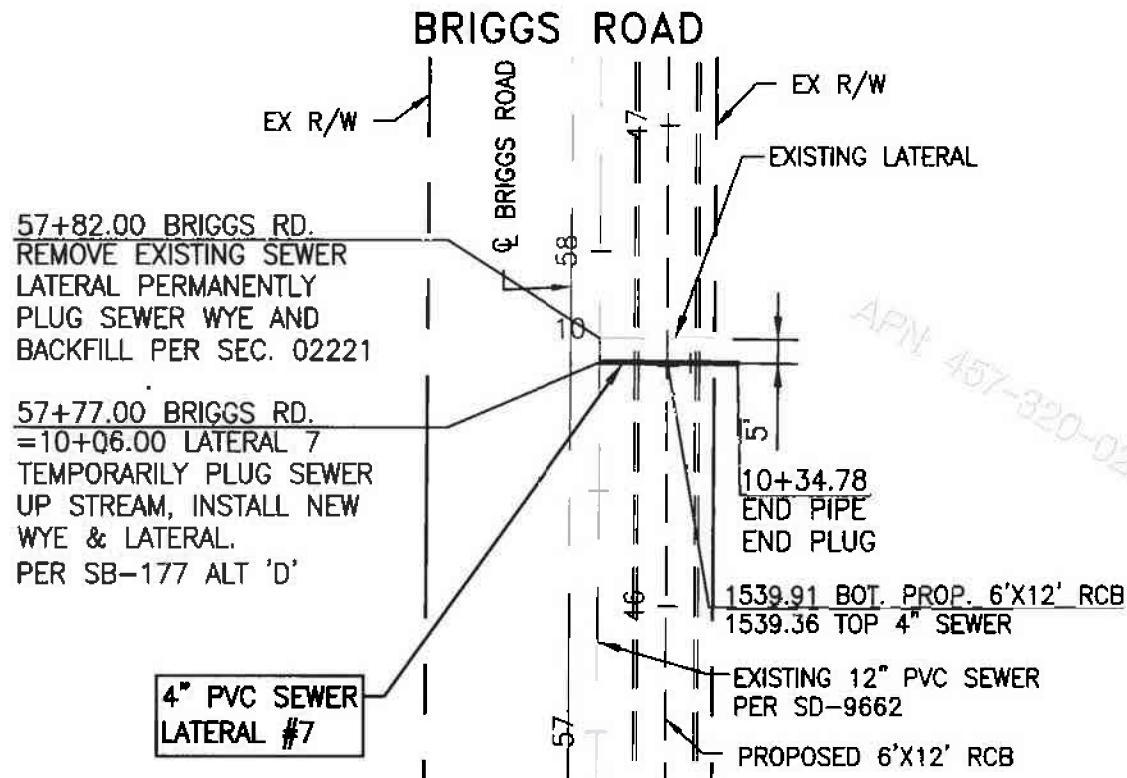 BRIGGS ROAD
EX R/W
℄ BRIGGS ROAD
47
EX R/W
EXISTING LATERAL
57+82.00 BRIGGS RD.
REMOVE EXISTING SEWER
LATERAL PERMANENTLY
PLUG SEWER WYE AND
BACKFILL PER SEC. 02221
58
10
APN: 457-320-02
57+77.00 BRIGGS RD.
=10+06.00 LATERAL 7
TEMPORARILY PLUG SEWER
UP STREAM, INSTALL NEW
WYE & LATERAL.
PER SB-177 ALT 'D'
5'
10+34.78
END PIPE
END PLUG
46
1539.91 BOT. PROP. 6'X12' RCB
1539.36 TOP 4" SEWER
4" PVC SEWER
LATERAL #7
EXISTING 12" PVC SEWER
PER SD-9662
57
PROPOSED 6'X12' RCB